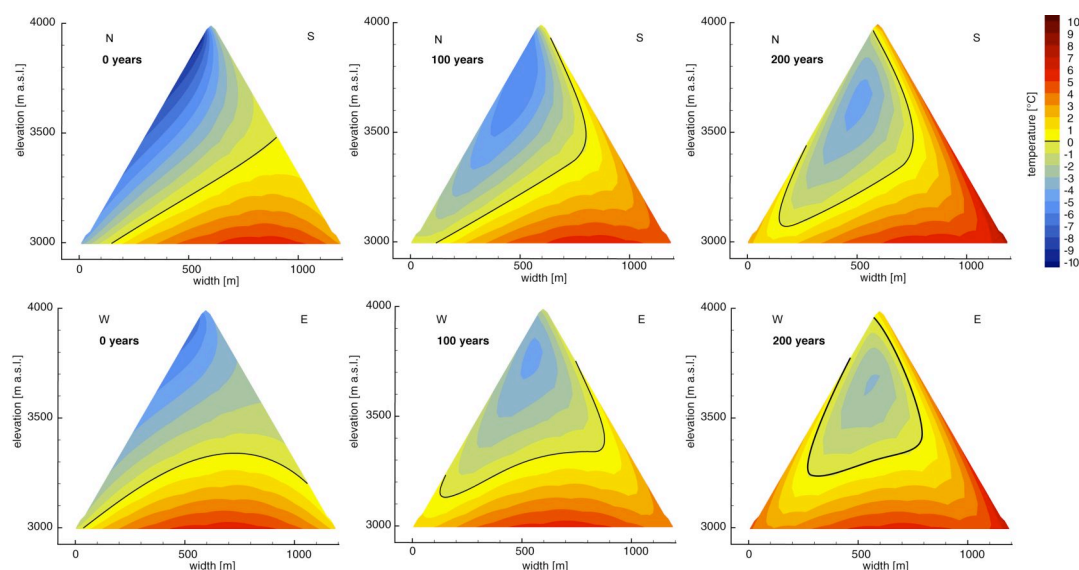 4000
3500
3000
elevation [m a.s.l.]
N
S
0 years
0
500
1000
width [m]
4000
3500
3000
elevation [m a.s.l.]
N
S
100 years
0
500
1000
width [m]
4000
3500
3000
elevation [m a.s.l.]
N
S
200 years
0
500
1000
width [m]
10
9
8
7
6
5
4
3
2
1
0
-1
-2
-3
-4
-5
-6
-7
-8
-9
-10
temperature [°C]
4000
3500
3000
elevation [m a.s.l.]
W
E
0 years
0
500
1000
width [m]
4000
3500
3000
elevation [m a.s.l.]
W
E
100 years
0
500
1000
width [m]
4000
3500
3000
elevation [m a.s.l.]
W
E
200 years
0
500
1000
width [m]